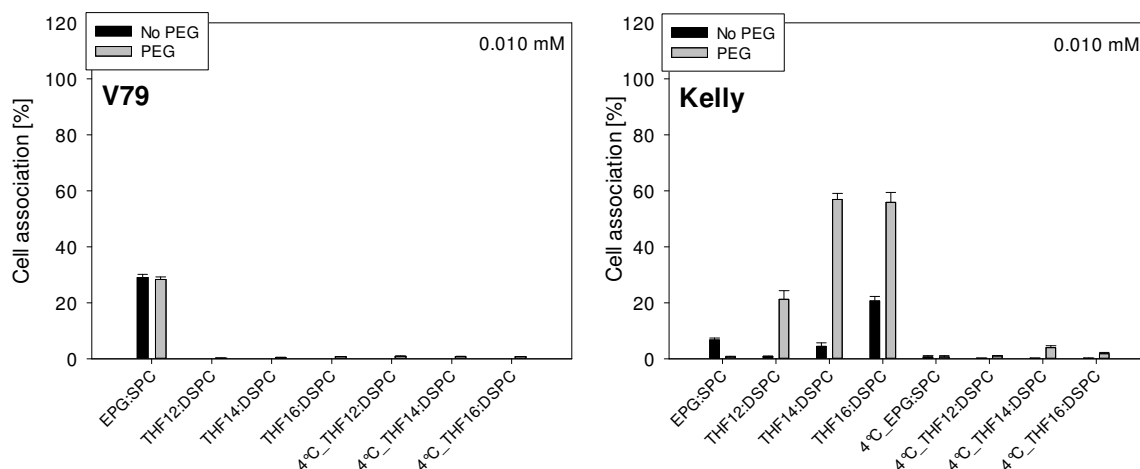 No PEG
PEG
0.010 mM
V79
Cell association [%]
120
100
80
60
40
20
0
EPG:SPC
THF12:DSPC
THF14:DSPC
THF16:DSPC
4°C_THF12:DSPC
4°C_THF14:DSPC
4°C_THF16:DSPC
No PEG
PEG
0.010 mM
Kelly
Cell association [%]
120
100
80
60
40
20
0
EPG:SPC
THF12:DSPC
THF14:DSPC
THF16:DSPC
4°C_EPG:SPC
4°C_THF12:DSPC
4°C_THF14:DSPC
4°C_THF16:DSPC